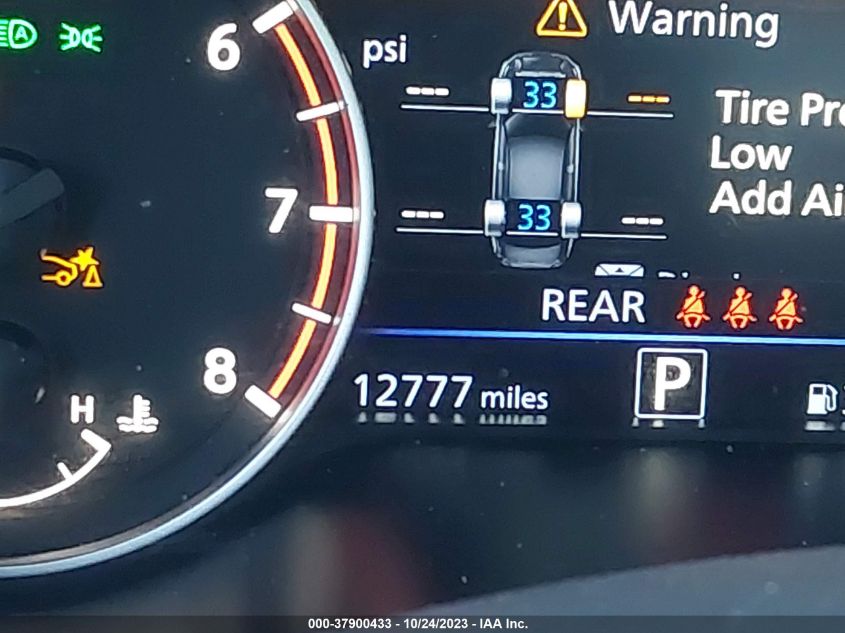 Warning
6
psi
--- 33 ---
Tire Pre
Low
Add Ai
7
--- 33 ---
REAR
8
12777 miles
P
H
000-37900433 - 10/24/2023 - IAA Inc.